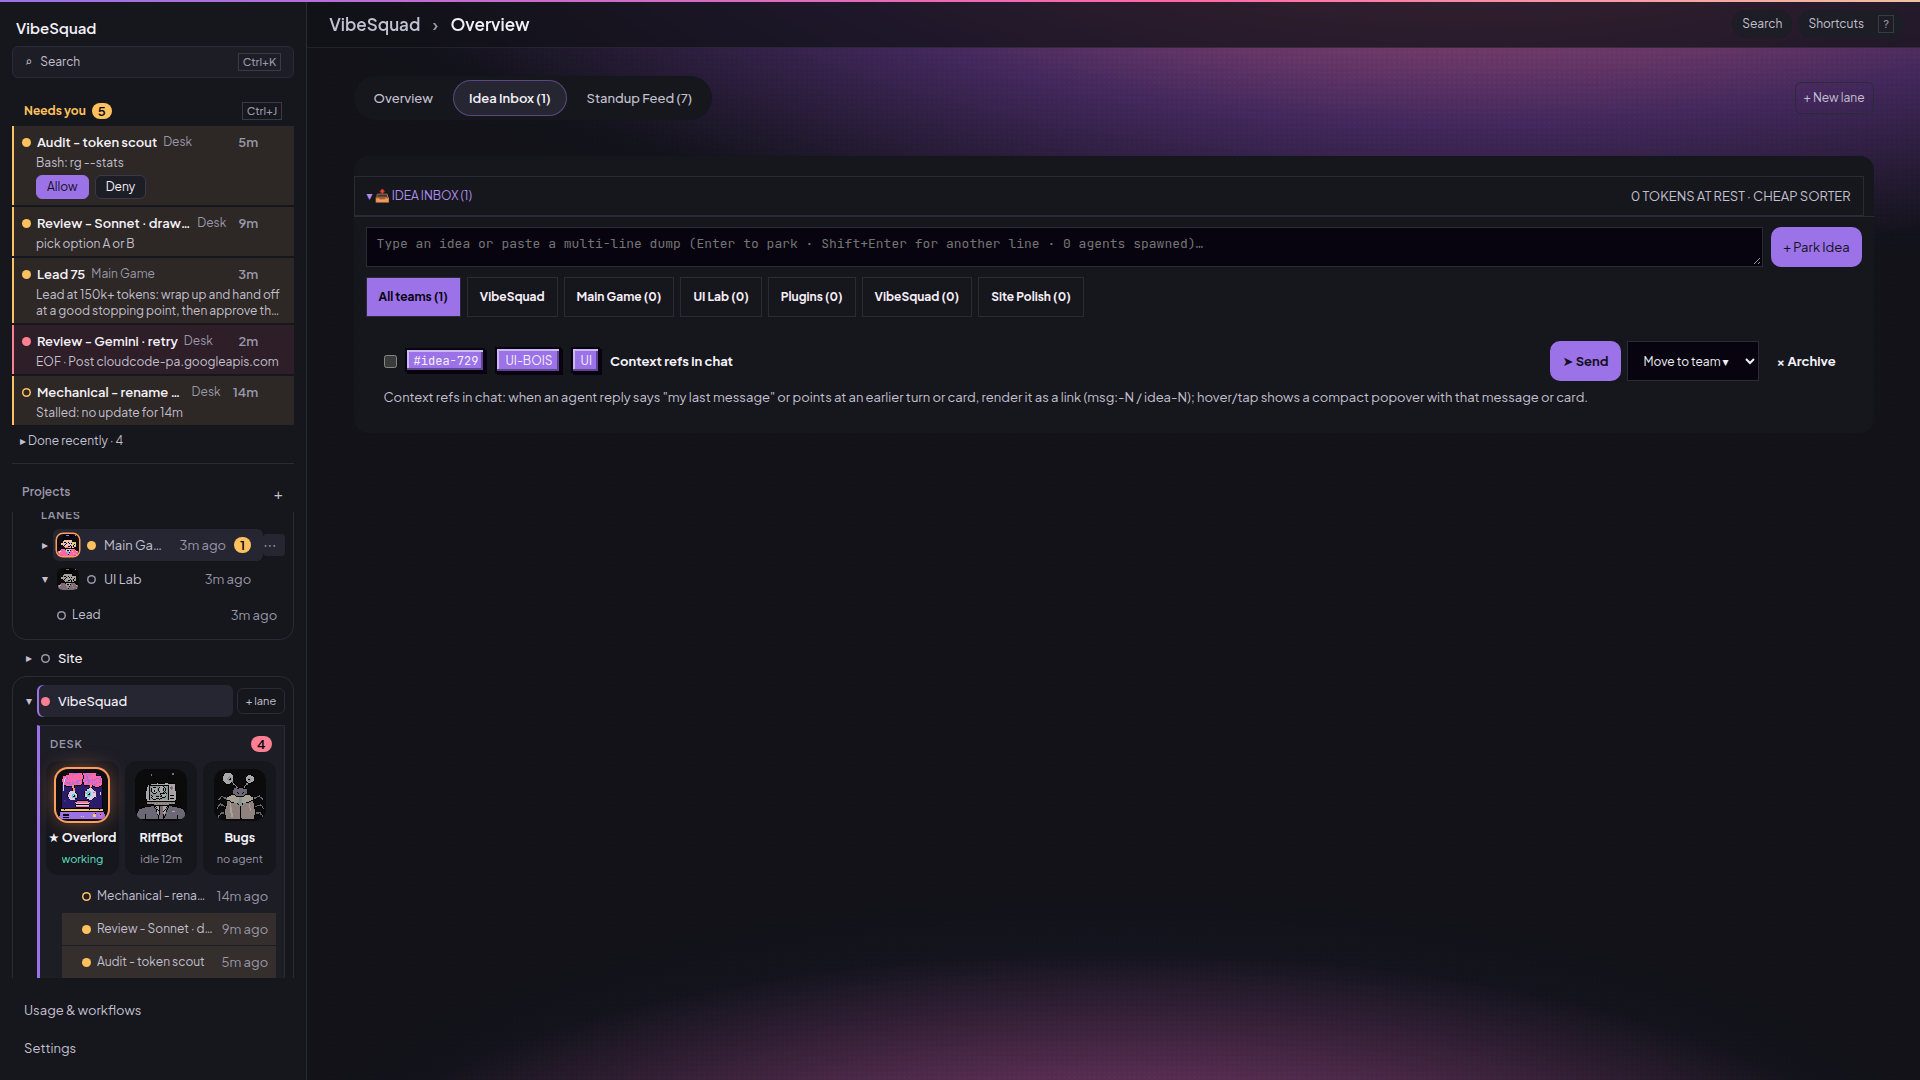 VibeSquad
Search Ctrl+K
Needs you 5 Ctrl+J
Audit – token scout Desk 5m
Bash: rg --stats
Allow Deny
Review – Sonnet · draw… Desk 9m
pick option A or B
Lead 75 Main Game 3m
Lead at 150k+ tokens: wrap up and hand off
at a good stopping point, then approve th…
Review – Gemini · retry Desk 2m
EOF · Post cloudcode-pa.googleapis.com
Mechanical – rename … Desk 14m
Stalled: no update for 14m
▸ Done recently · 4
Projects +
LANES
▸ Main Ga… 3m ago 1 ⋯
▾ UI Lab 3m ago
Lead 3m ago
▸ Site
▾ VibeSquad + lane
DESK 4
★ Overlord RiffBot Bugs
working idle 12m no agent
Mechanical – rena… 14m ago
Review – Sonnet · d… 9m ago
Audit – token scout 5m ago
Usage & workflows
Settings
VibeSquad › Overview Search Shortcuts ?
Overview Idea Inbox (1) Standup Feed (7) + New lane
▾ 📥 IDEA INBOX (1) 0 TOKENS AT REST · CHEAP SORTER
Type an idea or paste a multi-line dump (Enter to park · Shift+Enter for another line · 0 agents spawned)… + Park Idea
All teams (1) VibeSquad Main Game (0) UI Lab (0) Plugins (0) VibeSquad (0) Site Polish (0)
#idea-729 UI-BOIS UI Context refs in chat ➤ Send Move to team ▾ × Archive
Context refs in chat: when an agent reply says "my last message" or points at an earlier turn or card, render it as a link (msg:-N / idea-N); hover/tap shows a compact popover with that message or card.